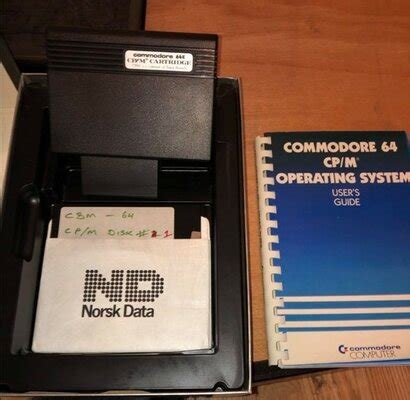 commodore 64
CP/M® CARTRIDGE
CBM - 64
CP/M DISK # 1
ND
Norsk Data
COMMODORE 64
CP/M®
OPERATING SYSTEM
USER'S
GUIDE
commodore
COMPUTER